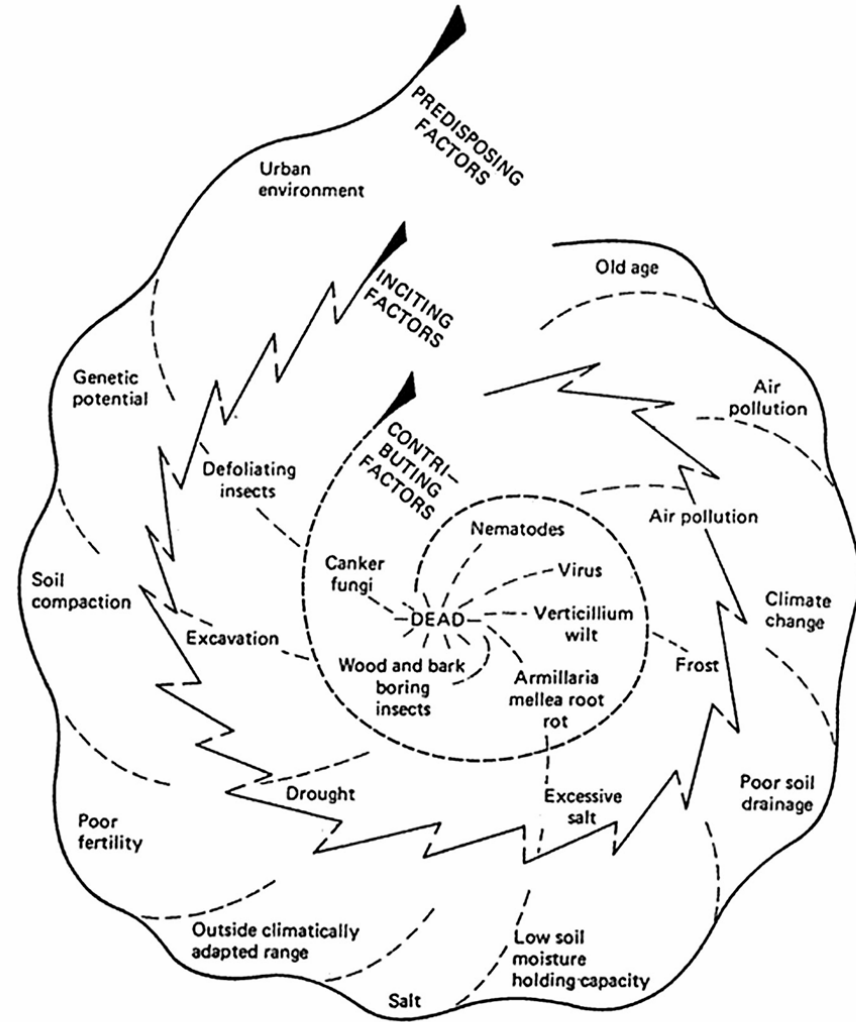 PREDISPOSING
FACTORS
Urban
environment
INCITING
FACTORS
Old age
Genetic
potential
Air
pollution
CONTRI-
BUTING
FACTORS
Defoliating
insects
Nematodes
Air pollution
Canker
fungi
Virus
Soil
compaction
DEAD
Verticillium
wilt
Climate
change
Excavation
Wood and bark
boring
insects
Armillaria
mellea root
rot
Frost
Drought
Excessive
salt
Poor soil
drainage
Poor
fertility
Outside climatically
adapted range
Low soil
moisture
holding capacity
Salt